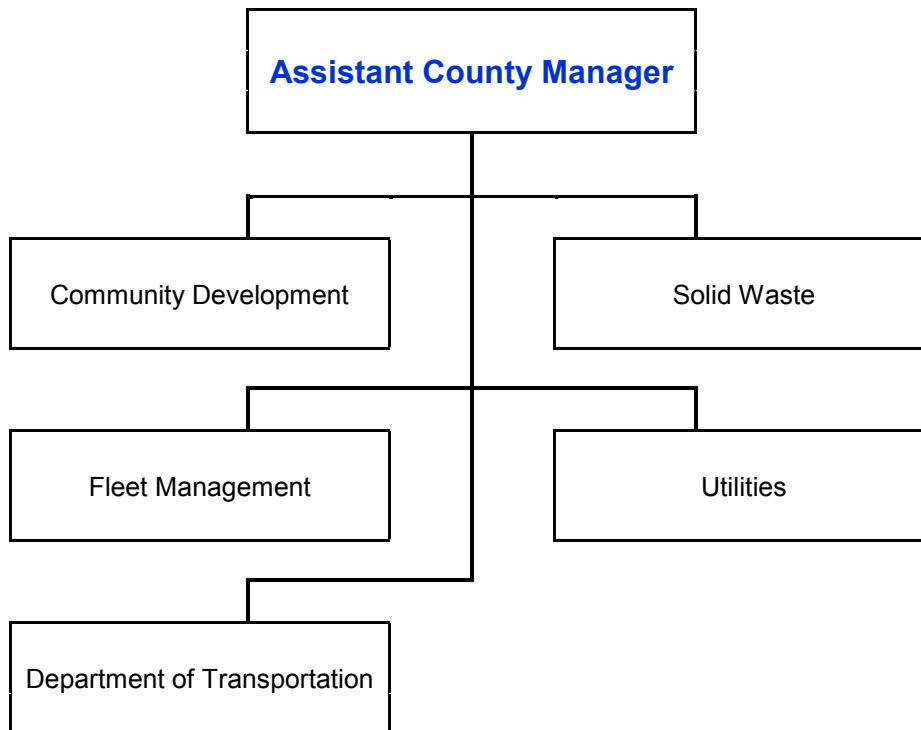 Assistant County Manager
Community Development
Solid Waste
Fleet Management
Utilities
Department of Transportation